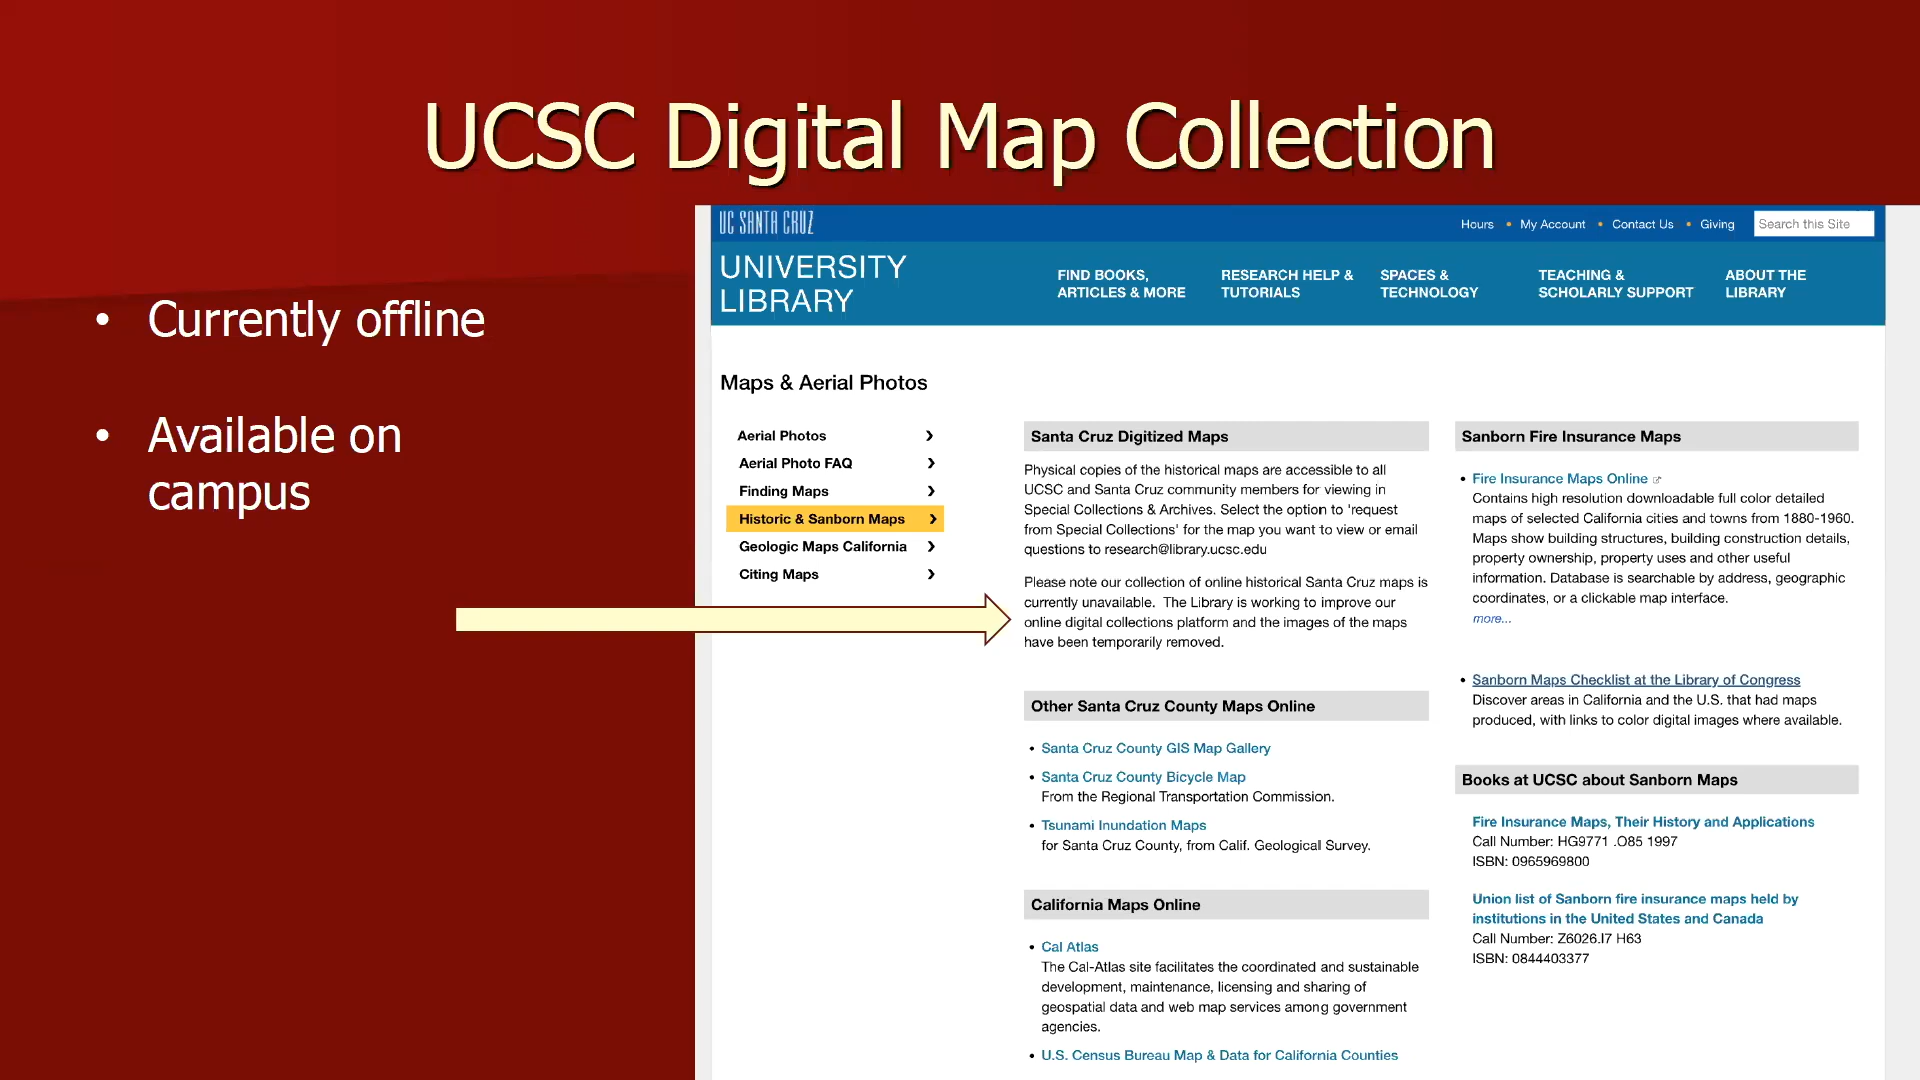 UCSC Digital Map Collection
• Currently offline
• Available on
campus
UC SANTA CRUZ
Hours • My Account • Contact Us • Giving
Search this Site
UNIVERSITY
LIBRARY
FIND BOOKS,
ARTICLES & MORE
RESEARCH HELP &
TUTORIALS
SPACES &
TECHNOLOGY
TEACHING &
SCHOLARLY SUPPORT
ABOUT THE
LIBRARY
Maps & Aerial Photos
Aerial Photos
Aerial Photo FAQ
Finding Maps
Historic & Sanborn Maps
Geologic Maps California
Citing Maps
Santa Cruz Digitized Maps
Physical copies of the historical maps are accessible to all
UCSC and Santa Cruz community members for viewing in
Special Collections & Archives. Select the option to 'request
from Special Collections' for the map you want to view or email
questions to research@library.ucsc.edu
Please note our collection of online historical Santa Cruz maps is
currently unavailable. The Library is working to improve our
online digital collections platform and the images of the maps
have been temporarily removed.
Other Santa Cruz County Maps Online
• Santa Cruz County GIS Map Gallery
• Santa Cruz County Bicycle Map
From the Regional Transportation Commission.
• Tsunami Inundation Maps
for Santa Cruz County, from Calif. Geological Survey.
California Maps Online
• Cal Atlas
The Cal-Atlas site facilitates the coordinated and sustainable
development, maintenance, licensing and sharing of
geospatial data and web map services among government
agencies.
• U.S. Census Bureau Map & Data for California Counties
Sanborn Fire Insurance Maps
• Fire Insurance Maps Online
Contains high resolution downloadable full color detailed
maps of selected California cities and towns from 1880-1960.
Maps show building structures, building construction details,
property ownership, property uses and other useful
information. Database is searchable by address, geographic
coordinates, or a clickable map interface.
more...
• Sanborn Maps Checklist at the Library of Congress
Discover areas in California and the U.S. that had maps
produced, with links to color digital images where available.
Books at UCSC about Sanborn Maps
Fire Insurance Maps, Their History and Applications
Call Number: HG9771 .O85 1997
ISBN: 0965969800
Union list of Sanborn fire insurance maps held by
institutions in the United States and Canada
Call Number: Z6026.I7 H63
ISBN: 0844403377